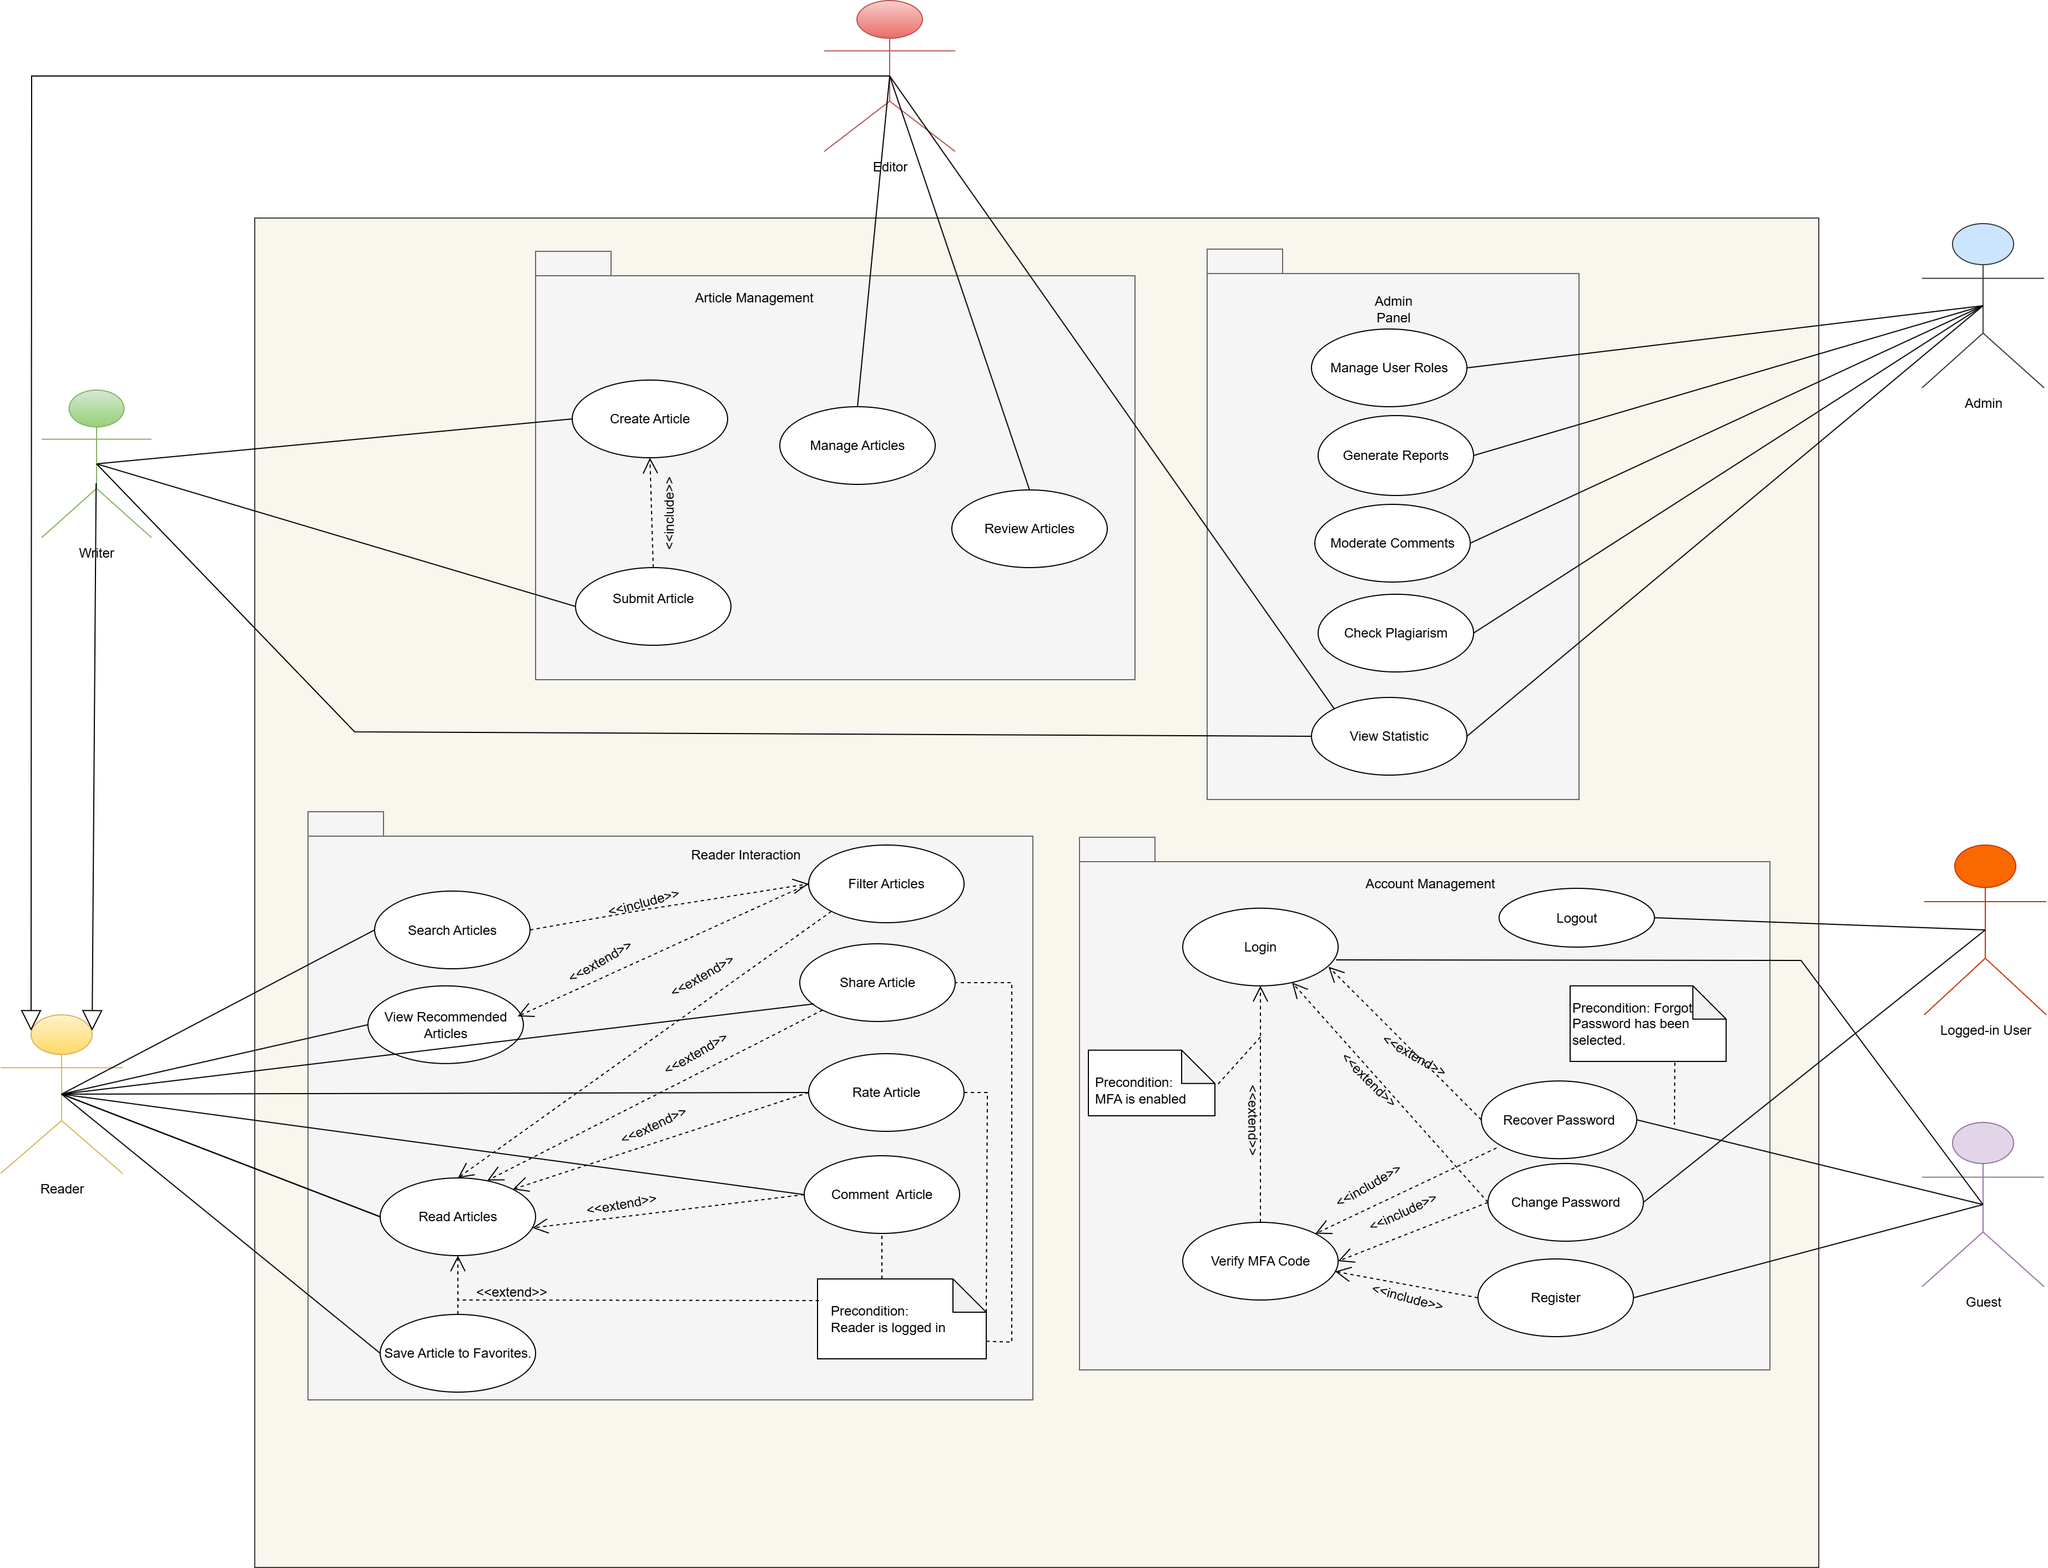 Editor
Article Management
Admin
Panel
Manage User Roles
Admin
Create Article
Manage Articles
Generate Reports
<<include>>
Review Articles
Moderate Comments
Writer
Submit Article
Check Plagiarism
View Statistic
Reader Interaction
Filter Articles
Account Management
<<include>>
Search Articles
Logout
Login
<<extend>>
<<extend>>
Share Article
View Recommended
Articles
Precondition: Forgot
Password has been
selected.
Logged-in User
<<extend>>
<<extend>>
<<extend>>
Precondition:
MFA is enabled
Rate Article
<<extend>>
<<extend>>
Recover Password
Reader
Comment  Article
<<include>>
Change Password
<<extend>>
<<include>>
Read Articles
Verify MFA Code
<<extend>>
<<include>>
Register
Guest
Precondition:
Reader is logged in
Save Article to Favorites.